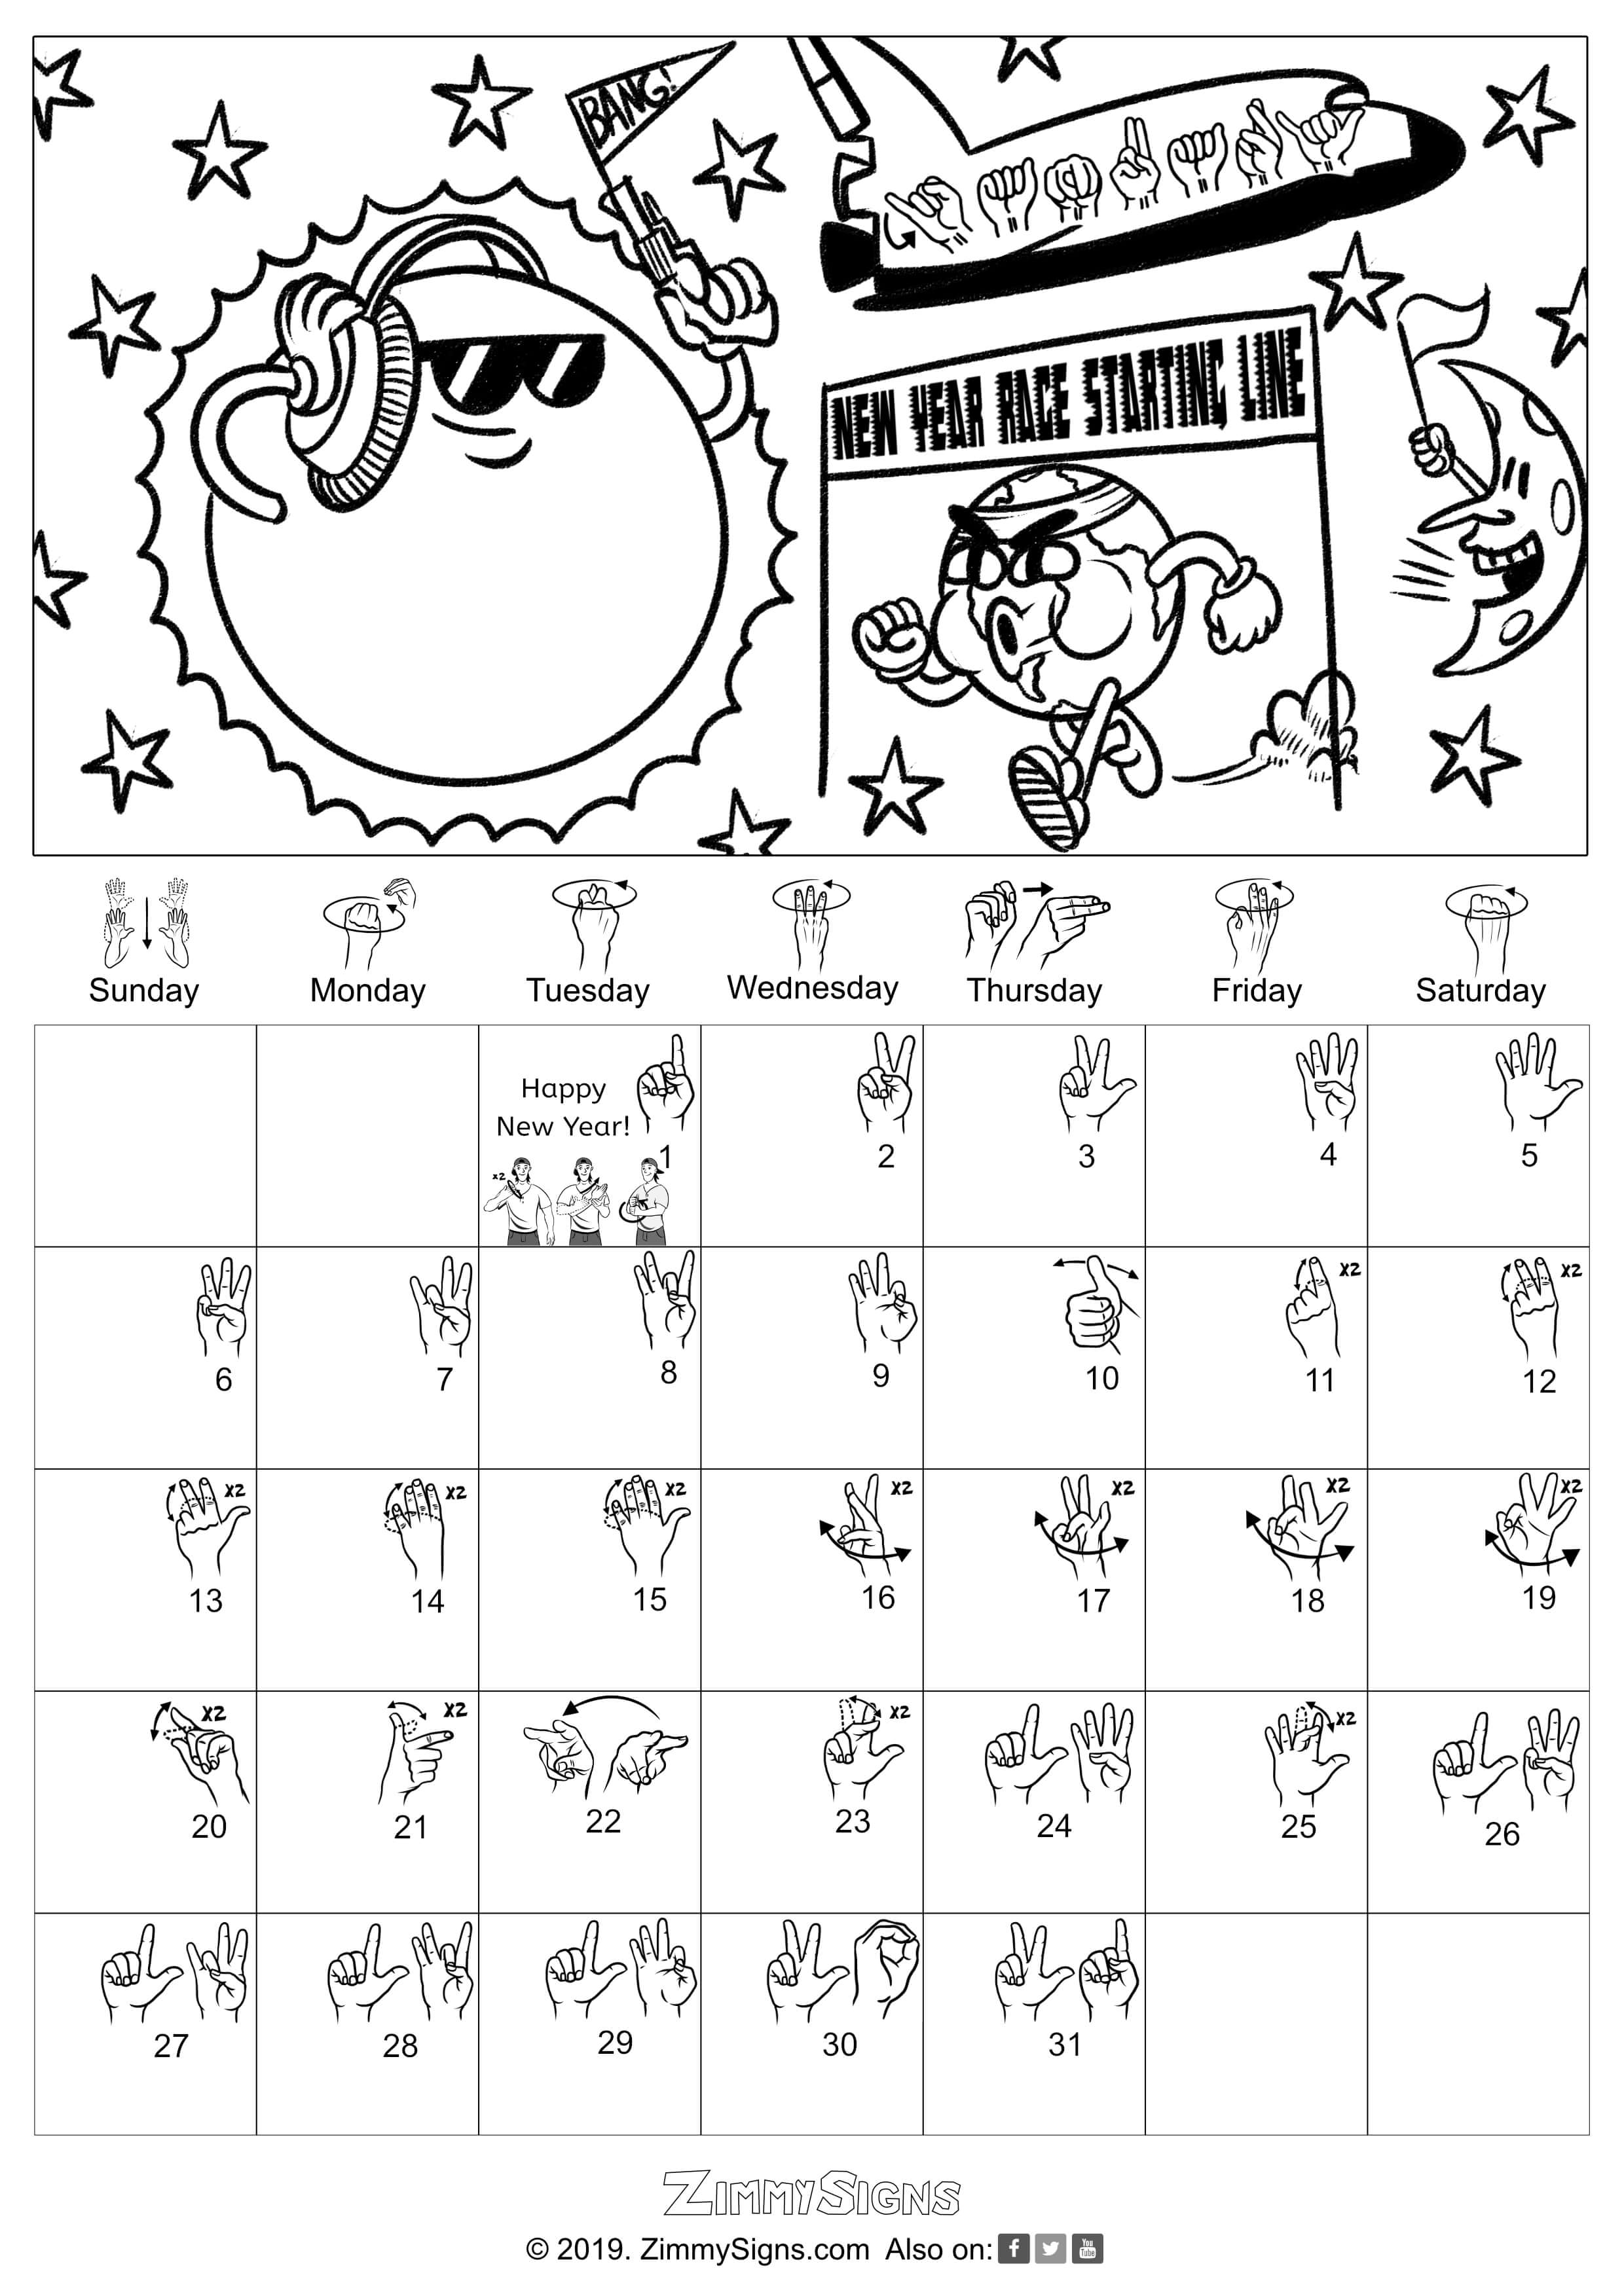 BANG!
NEW YEAR RACE STARTING LINE
Sunday Monday Tuesday Wednesday Thursday Friday Saturday
Happy
New Year!
x2
1 2 3 4 5
X2 X2
6 7 8 9 10 11 12
X2 X2 X2 X2 X2 X2 X2
13 14 15 16 17 18 19
X2 X2 X2 X2
20 21 22 23 24 25 26
27 28 29 30 31
ZIMMYSIGNS
© 2019. ZimmySigns.com Also on: f You Tube